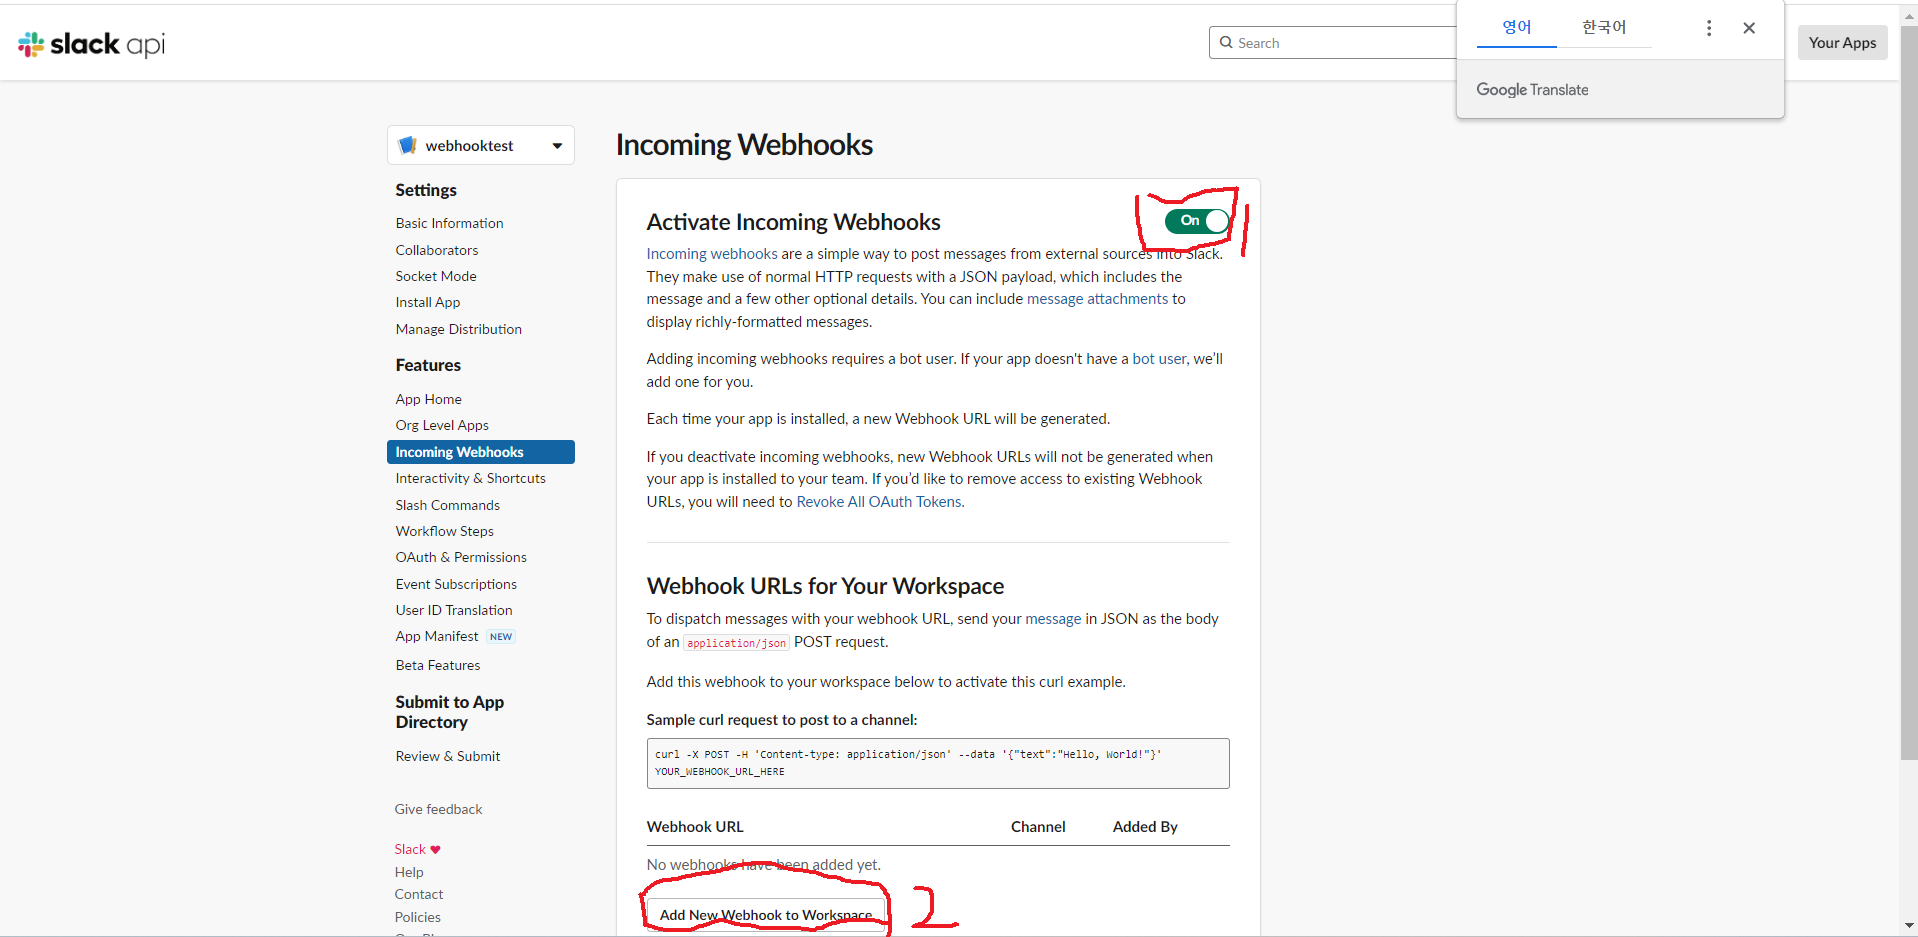 slack api
Search
영어
한국어
Google Translate
Your Apps
webhooktest
Settings
Basic Information
Collaborators
Socket Mode
Install App
Manage Distribution
Features
App Home
Org Level Apps
Incoming Webhooks
Interactivity & Shortcuts
Slash Commands
Workflow Steps
OAuth & Permissions
Event Subscriptions
User ID Translation
App Manifest NEW
Beta Features
Submit to App
Directory
Review & Submit
Give feedback
Slack ♥
Help
Contact
Policies
Incoming Webhooks
Activate Incoming Webhooks
On
1
Incoming webhooks are a simple way to post messages from external sources into Slack.
They make use of normal HTTP requests with a JSON payload, which includes the
message and a few other optional details. You can include message attachments to
display richly-formatted messages.
Adding incoming webhooks requires a bot user. If your app doesn't have a bot user, we’ll
add one for you.
Each time your app is installed, a new Webhook URL will be generated.
If you deactivate incoming webhooks, new Webhook URLs will not be generated when
your app is installed to your team. If you’d like to remove access to existing Webhook
URLs, you will need to Revoke All OAuth Tokens.
Webhook URLs for Your Workspace
To dispatch messages with your webhook URL, send your message in JSON as the body
of an application/json POST request.
Add this webhook to your workspace below to activate this curl example.
Sample curl request to post to a channel:
curl -X POST -H 'Content-type: application/json' --data '{"text":"Hello, World!"}'
YOUR_WEBHOOK_URL_HERE
Webhook URL Channel Added By
No webhooks have been added yet.
Add New Webhook to Workspace
2